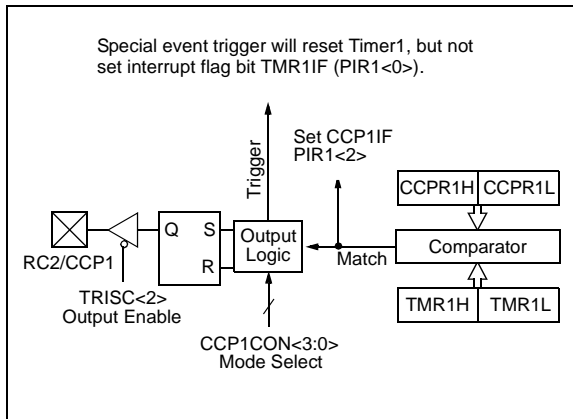 Special event trigger will reset Timer1, but not
set interrupt flag bit TMR1IF (PIR1<0>).
Trigger
Set CCP1IF
PIR1<2>
CCPR1H CCPR1L
Q S
R
Output
Logic
Match
Comparator
RC2/CCP1
TRISC<2>
Output Enable
TMR1H TMR1L
CCP1CON<3:0>
Mode Select